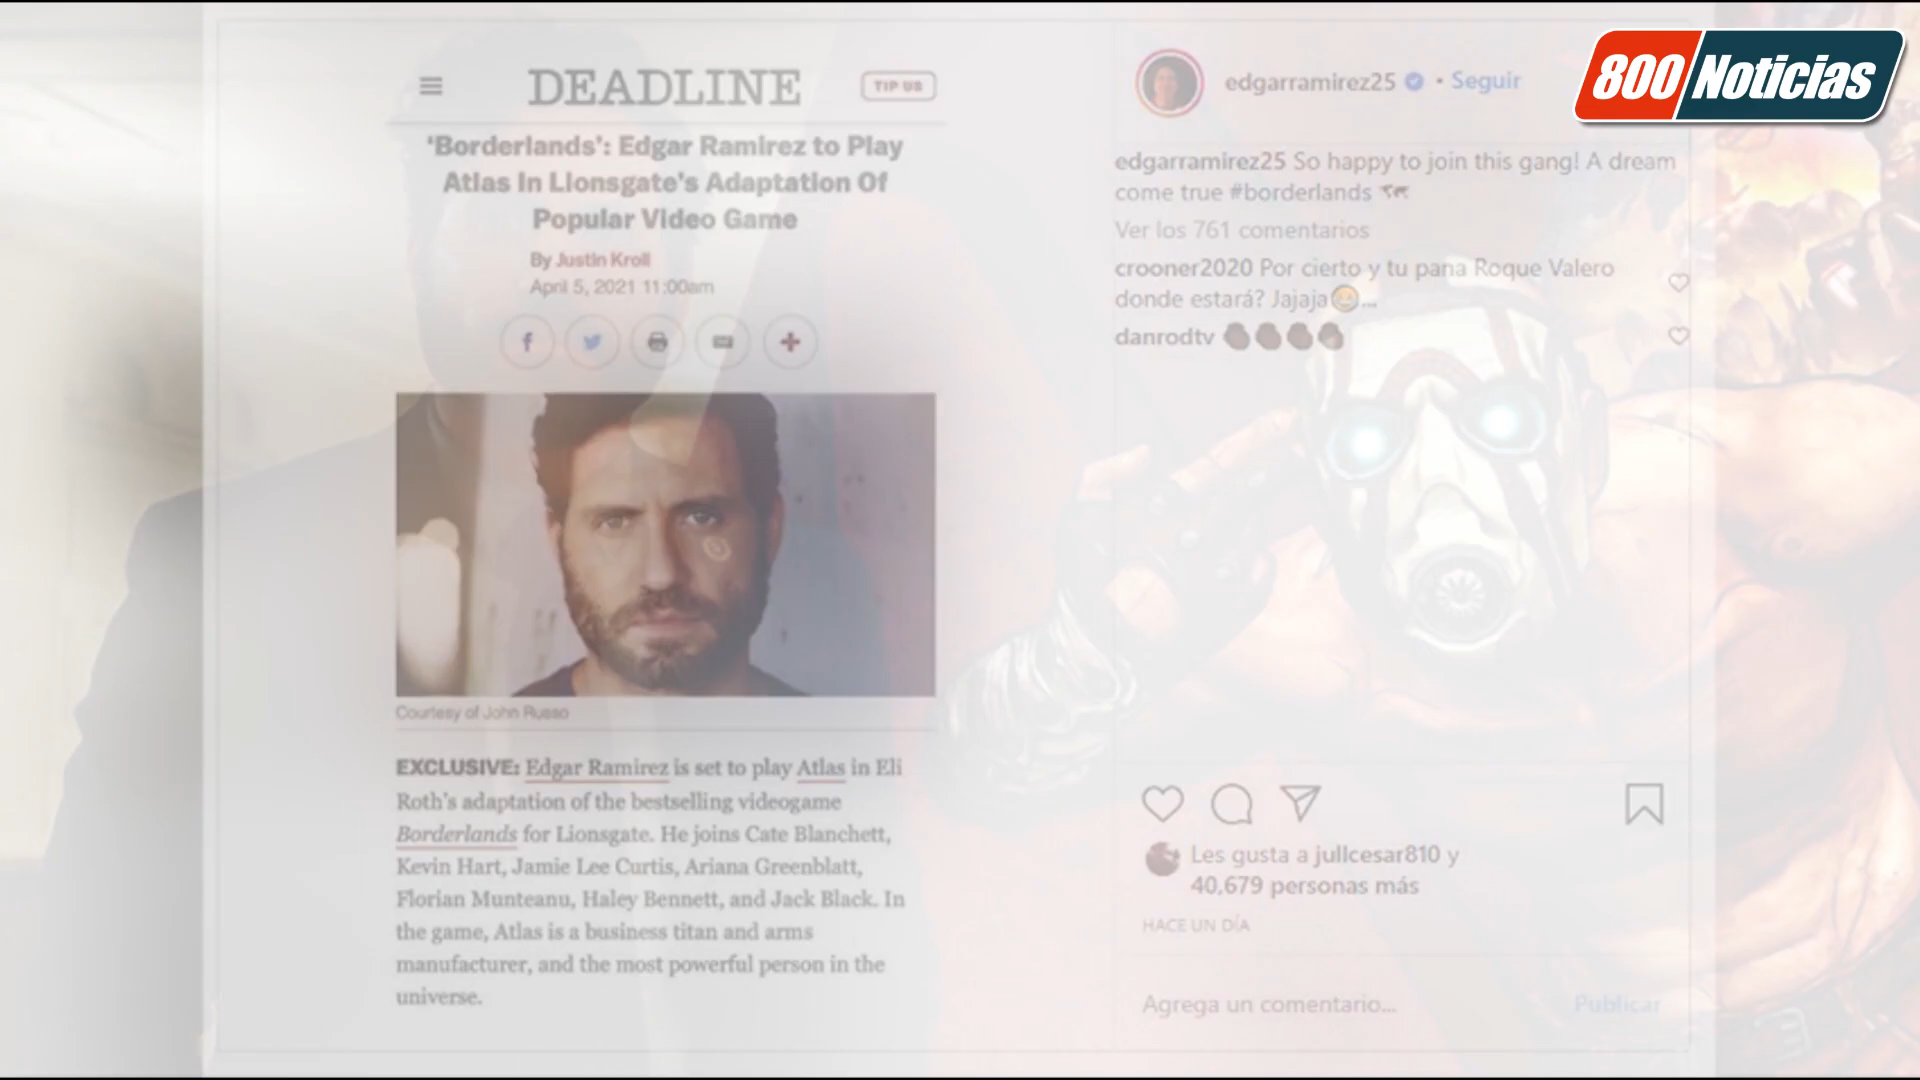 800 Noticias
DEADLINE
TIP US
'Borderlands': Edgar Ramirez to Play
Atlas In Lionsgate's Adaptation Of
Popular Video Game
By Justin Kroll
April 5, 2021 11:00am
Courtesy of John Russo
EXCLUSIVE: Edgar Ramirez is set to play Atlas in Eli
Roth's adaptation of the bestselling videogame
Borderlands for Lionsgate. He joins Cate Blanchett,
Kevin Hart, Jamie Lee Curtis, Ariana Greenblatt,
Florian Munteanu, Haley Bennett, and Jack Black. In
the game, Atlas is a business titan and arms
manufacturer, and the most powerful person in the
universe.
edgarramirez25 • Seguir
edgarramirez25 So happy to join this gang! A dream
come true #borderlands
Ver los 761 comentarios
crooner2020 Por cierto y tu pana Roque Valero
donde estará? Jajaja😅...
danrodtv
Les gusta a jullcesar810 y
40,679 personas más
HACE UN DÍA
Agrega un comentario...
Publicar